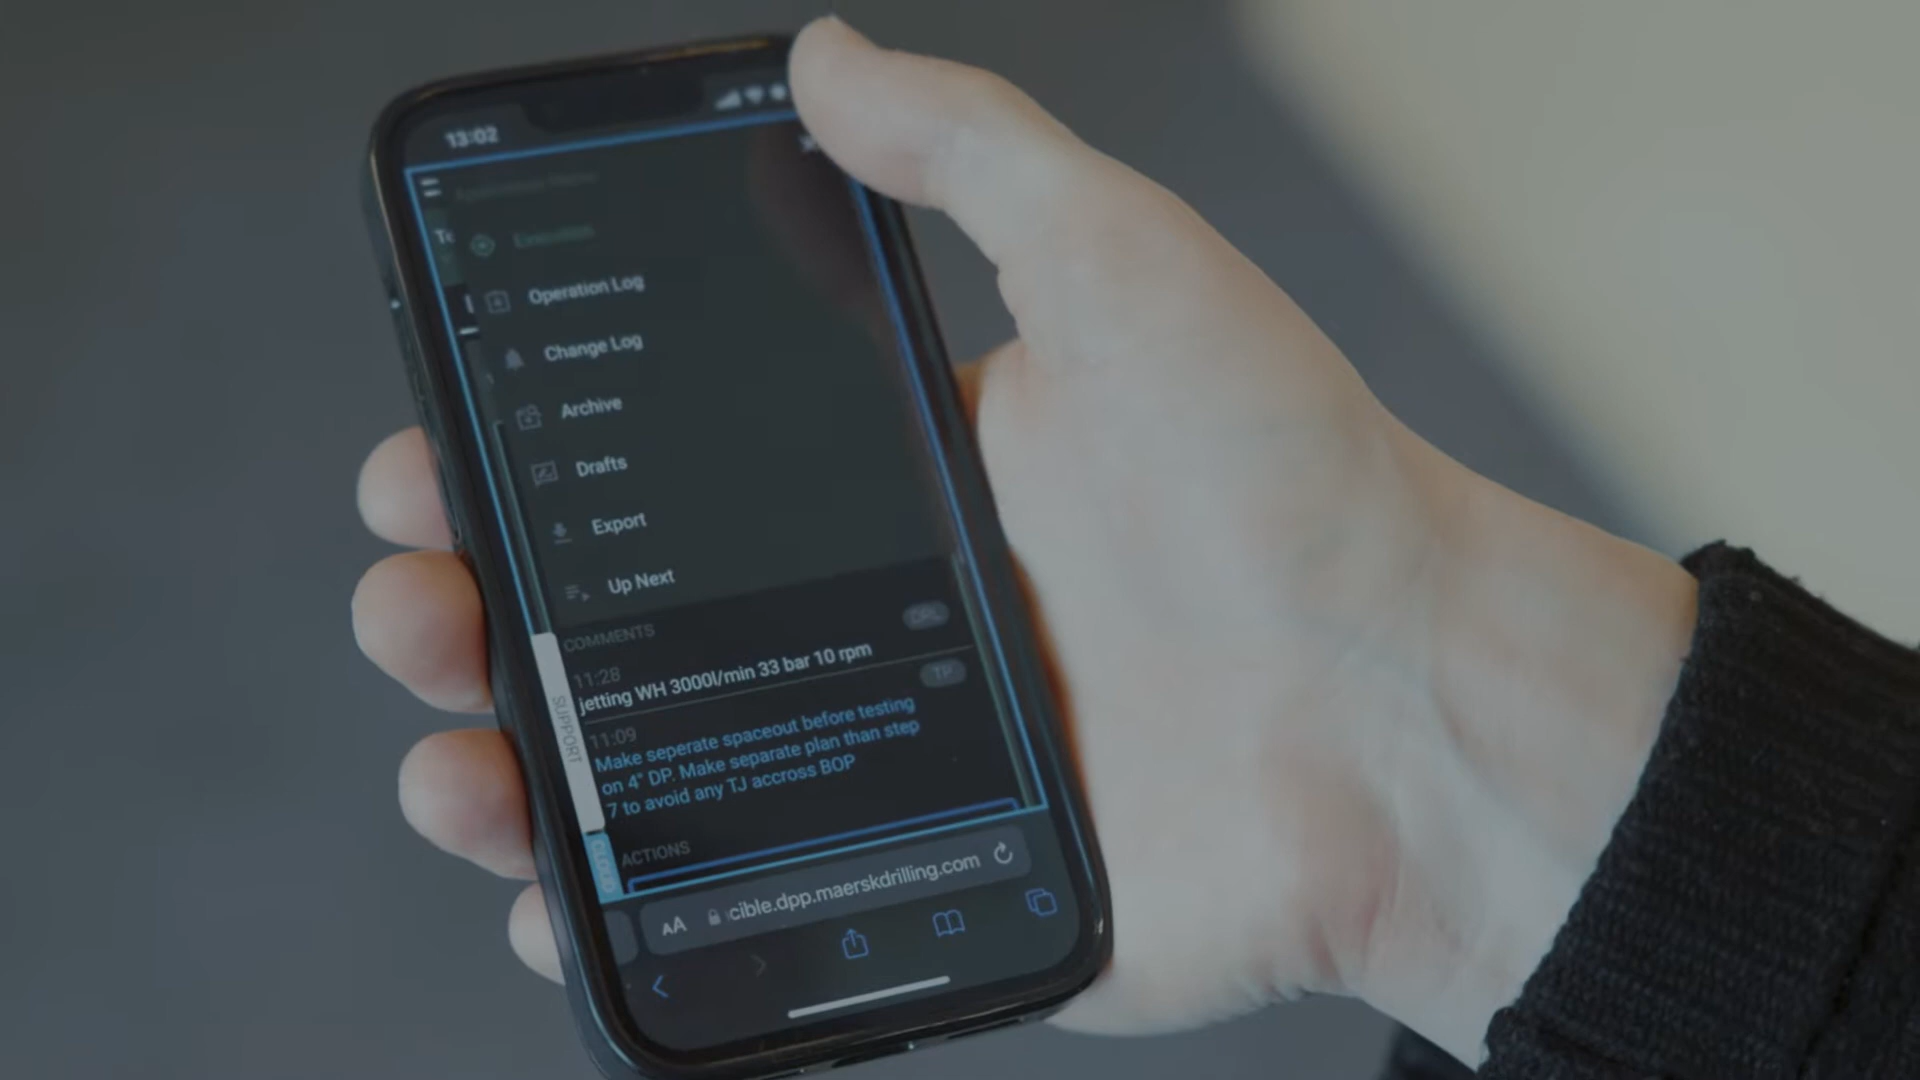 13:02
Execution
Operation Log
Change Log
Archive
Drafts
Export
Up Next
COMMENTS
11:28
jetting WH 3000l/min 33 bar 10 rpm
TP
11:09
Make seperate spaceout before testing
on 4" DP. Make separate plan than step
7 to avoid any TJ accross BOP
SUPPORT
ACTIONS
AA cible.dpp.maerskdrilling.com